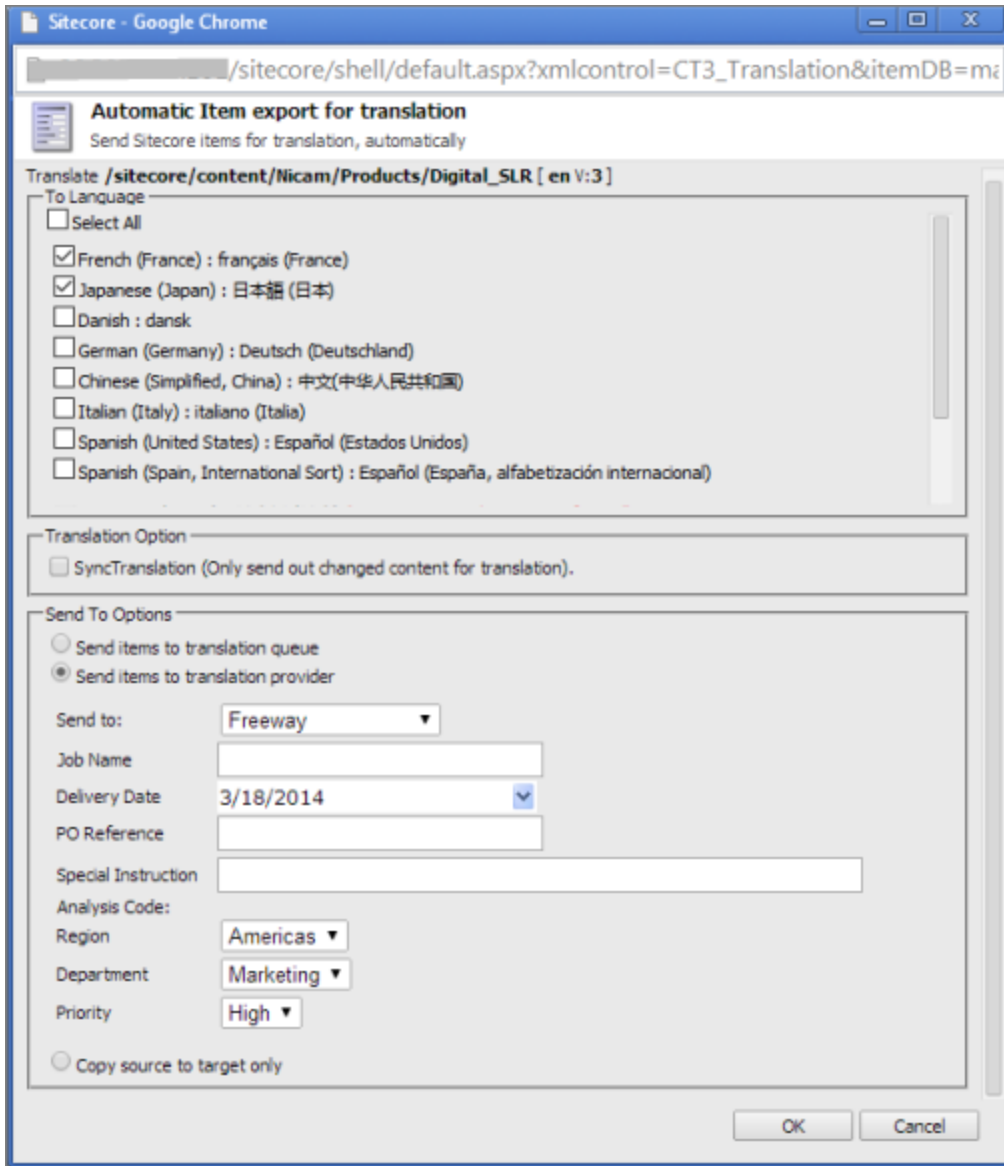 Sitecore - Google Chrome
/sitecore/shell/default.aspx?xmlcontrol=CT3_Translation&itemDB=ma
Automatic Item export for translation
Send Sitecore items for translation, automatically
Translate /sitecore/content/Nicam/Products/Digital_SLR [ en V:3 ]
To Language
Select All
French (France) : français (France)
Japanese (Japan) : 日本語 (日本)
Danish : dansk
German (Germany) : Deutsch (Deutschland)
Chinese (Simplified, China) : 中文(中华人民共和国)
Italian (Italy) : italiano (Italia)
Spanish (United States) : Español (Estados Unidos)
Spanish (Spain, International Sort) : Español (España, alfabetización internacional)
Translation Option
SyncTranslation (Only send out changed content for translation).
Send To Options
Send items to translation queue
Send items to translation provider
Send to: Freeway
Job Name
Delivery Date 3/18/2014
PO Reference
Special Instruction
Analysis Code:
Region Americas
Department Marketing
Priority High
Copy source to target only
OK Cancel